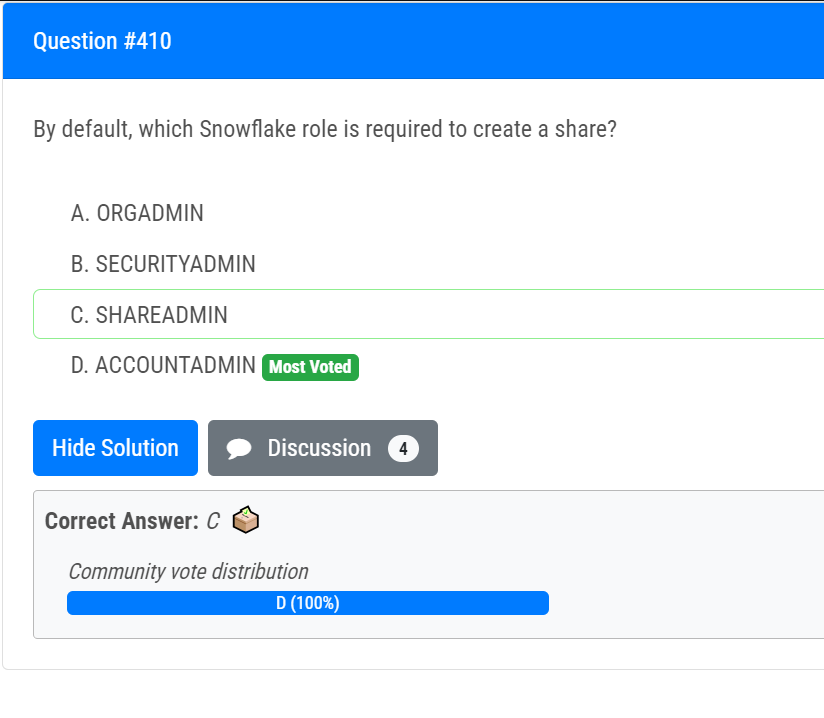 Question #410
By default, which Snowflake role is required to create a share?
A. ORGADMIN
B. SECURITYADMIN
C. SHAREADMIN
D. ACCOUNTADMIN Most Voted
Hide Solution Discussion 4
Correct Answer: C
Community vote distribution
D (100%)